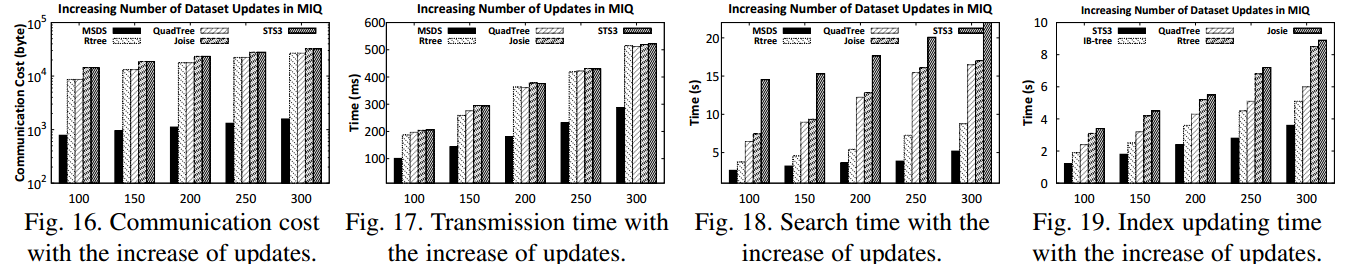 Increasing Number of Dataset Updates in MIQ
Communication Cost (byte)
10^5
10^4
10^3
10^2
MSDS QuadTree STS3
Rtree Joise
100 150 200 250 300
Fig. 16. Communication cost
with the increase of updates.
Increasing Number of Updates in MIQ
Time (ms)
600
500
400
300
200
100
MSDS QuadTree STS3
Rtree Josie
100 150 200 250 300
Fig. 17. Transmission time with
the increase of updates.
Increasing Number of Dataset Updates in MIQ
Time (s)
20
15
10
5
MSDS QuadTree STS3
Rtree Joise
100 150 200 250 300
Fig. 18. Search time with the
increase of updates.
Increasing Number of Dataset Updates in MIQ
Time (s)
10
8
6
4
2
0
STS3 QuadTree Josie
IB-tree Rtree
100 150 200 250 300
Fig. 19. Index updating time
with the increase of updates.